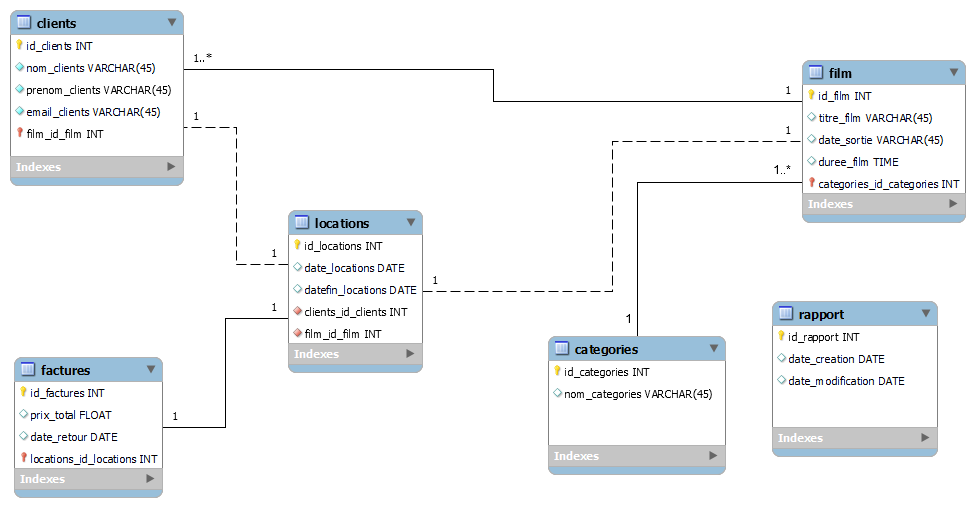 clients
id_clients INT
nom_clients VARCHAR(45)
prenom_clients VARCHAR(45)
email_clients VARCHAR(45)
film_id_film INT
Indexes
1..*
1
1
1
film
id_film INT
titre_film VARCHAR(45)
date_sortie VARCHAR(45)
duree_film TIME
categories_id_categories INT
Indexes
1..*
1
locations
id_locations INT
date_locations DATE
datefin_locations DATE
clients_id_clients INT
film_id_film INT
Indexes
1
1
1
factures
id_factures INT
prix_total FLOAT
date_retour DATE
locations_id_locations INT
Indexes
1
categories
id_categories INT
nom_categories VARCHAR(45)
Indexes
rapport
id_rapport INT
date_creation DATE
date_modification DATE
Indexes